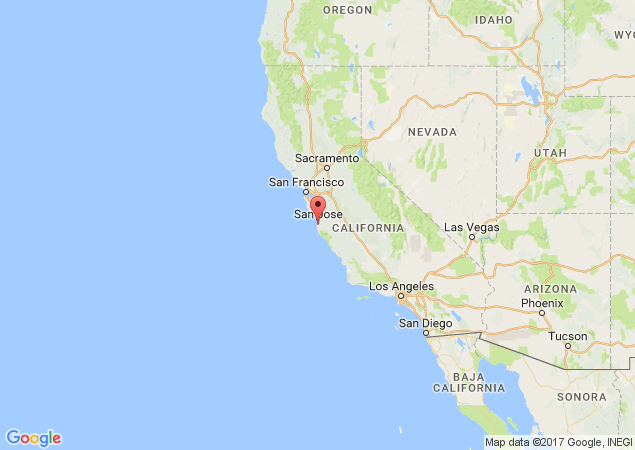 OREGON
IDAHO
WYO
NEVADA
UTAH
Sacramento
San Francisco
San Jose
CALIFORNIA
Las Vegas
Los Angeles
ARIZONA
Phoenix
San Diego
Tucson
BAJA
CALIFORNIA
SONORA
Google
Map data ©2017 Google, INEGI